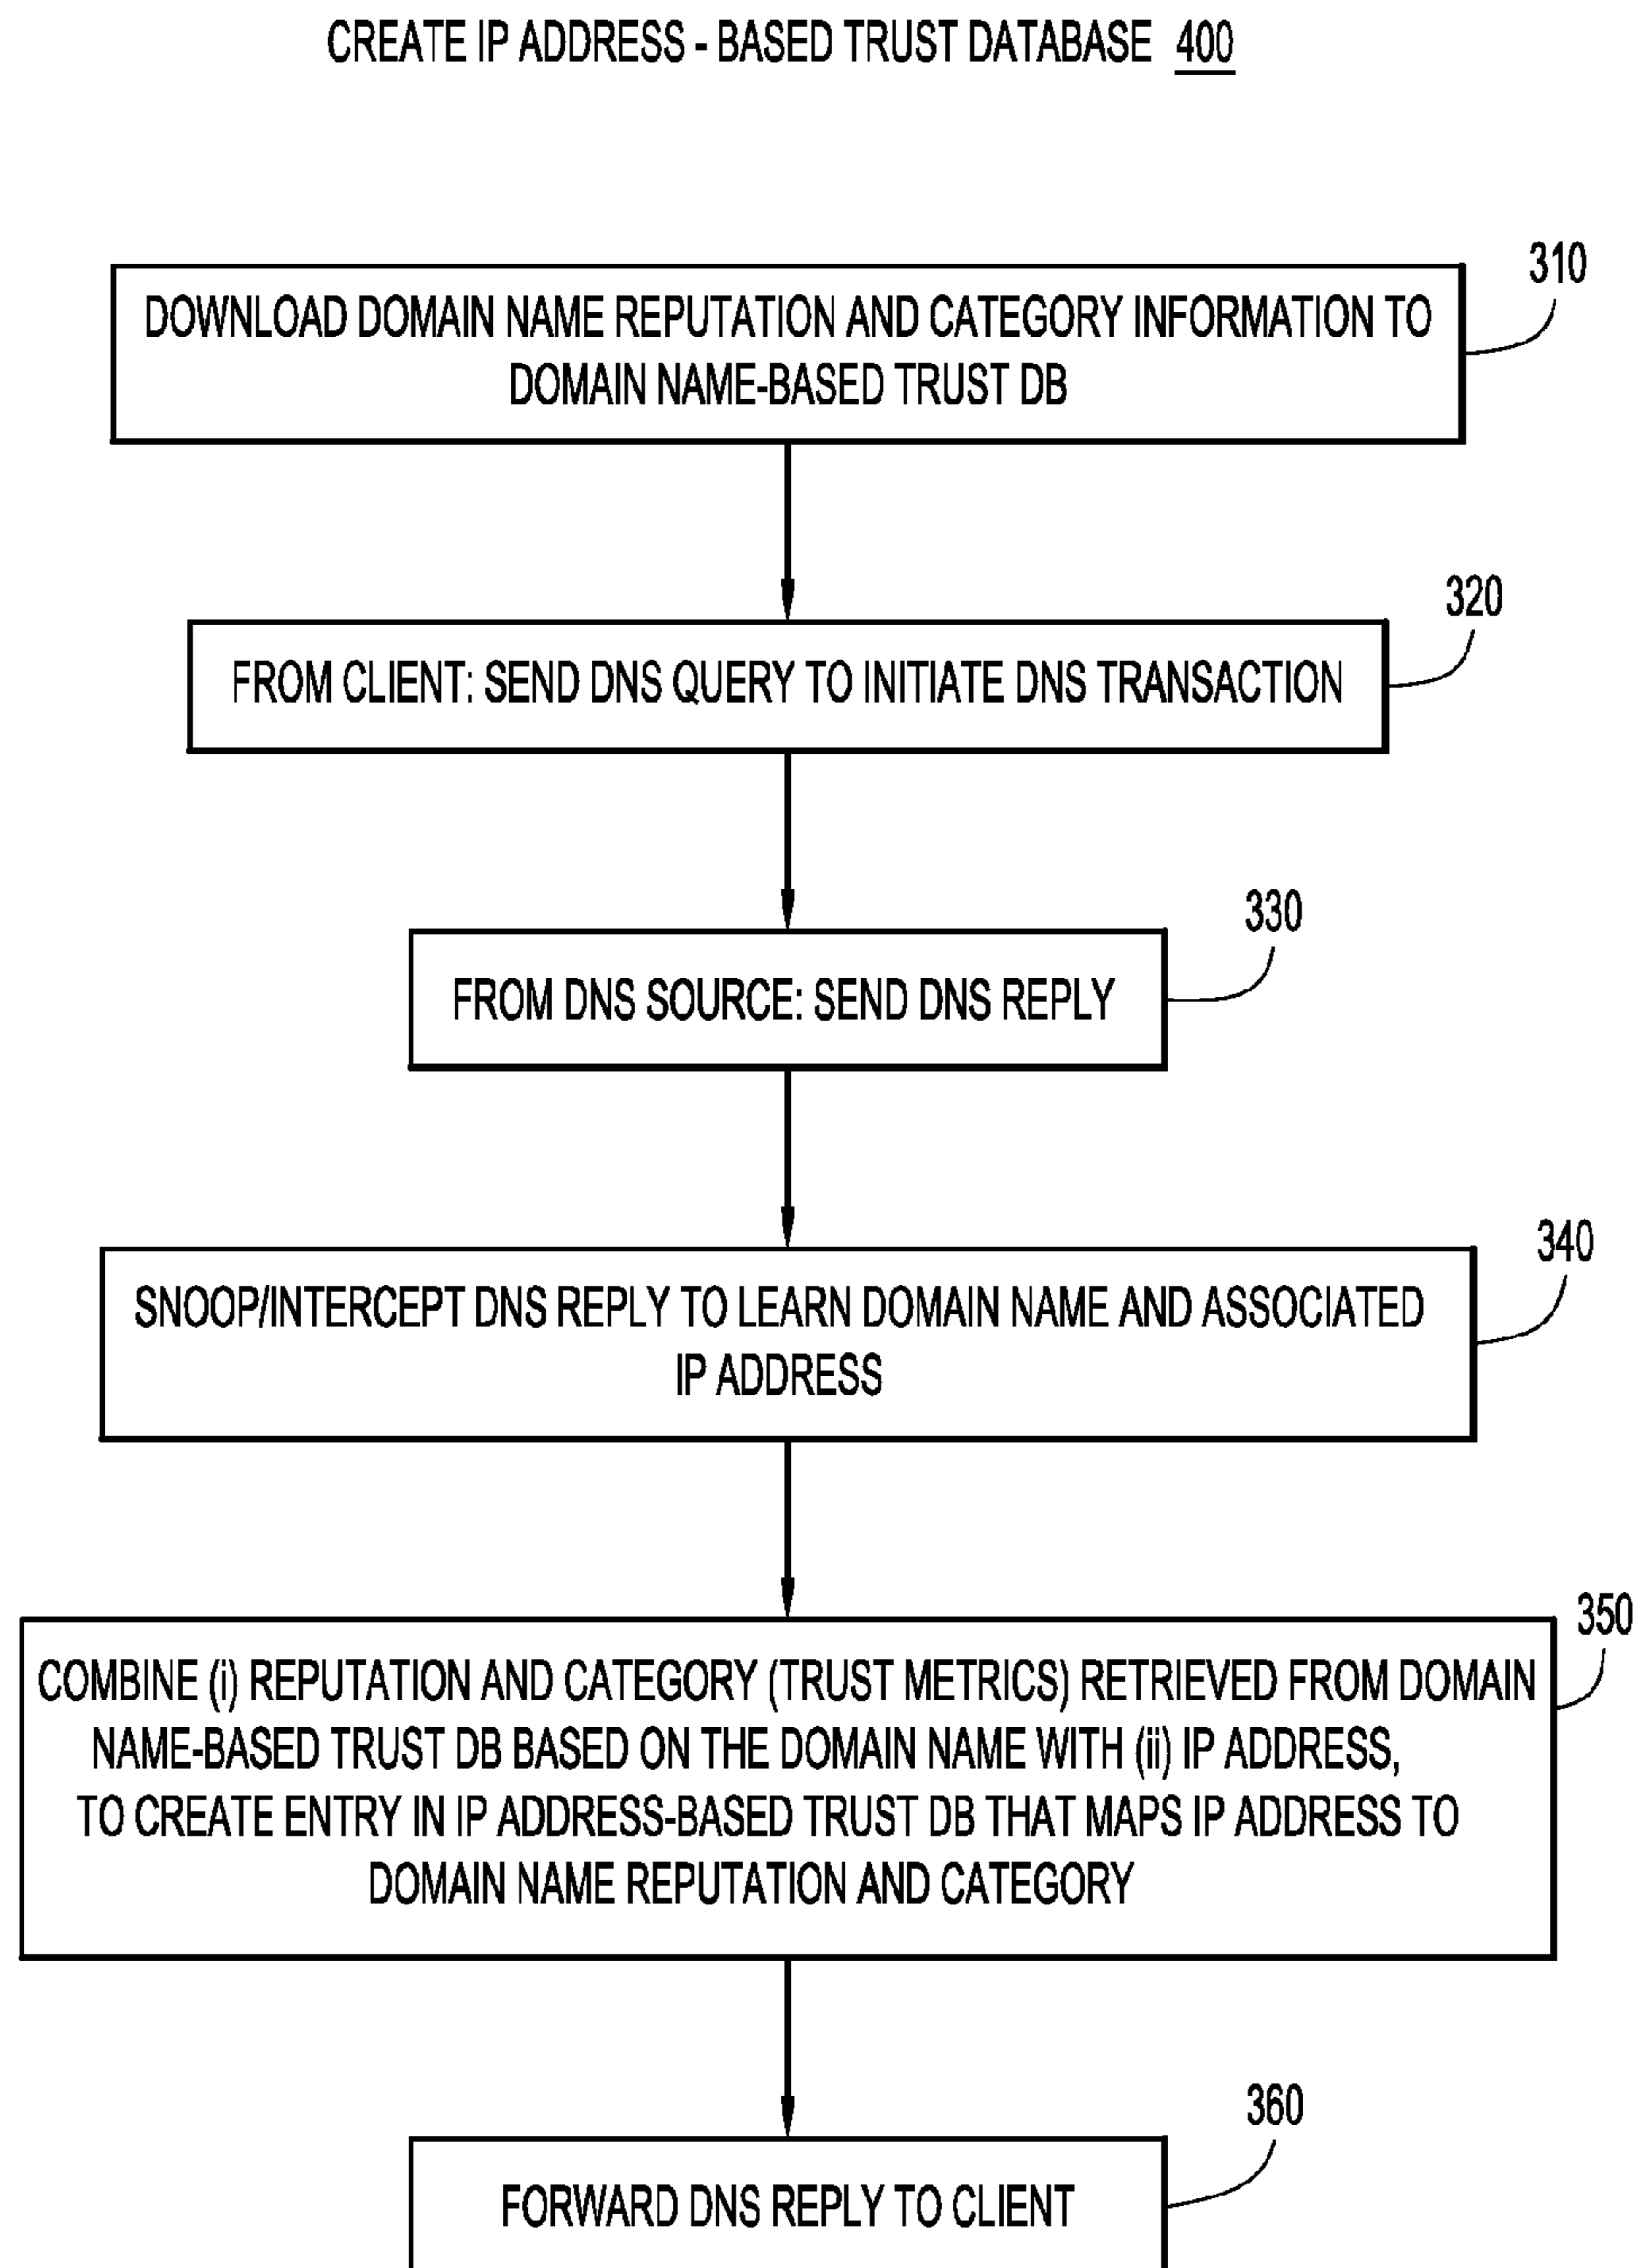 CREATE IP ADDRESS - BASED TRUST DATABASE 400
310
DOWNLOAD DOMAIN NAME REPUTATION AND CATEGORY INFORMATION TO
DOMAIN NAME-BASED TRUST DB
320
FROM CLIENT: SEND DNS QUERY TO INITIATE DNS TRANSACTION
330
FROM DNS SOURCE: SEND DNS REPLY
340
SNOOP/INTERCEPT DNS REPLY TO LEARN DOMAIN NAME AND ASSOCIATED
IP ADDRESS
350
COMBINE (i) REPUTATION AND CATEGORY (TRUST METRICS) RETRIEVED FROM DOMAIN
NAME-BASED TRUST DB BASED ON THE DOMAIN NAME WITH (ii) IP ADDRESS,
TO CREATE ENTRY IN IP ADDRESS-BASED TRUST DB THAT MAPS IP ADDRESS TO
DOMAIN NAME REPUTATION AND CATEGORY
360
FORWARD DNS REPLY TO CLIENT